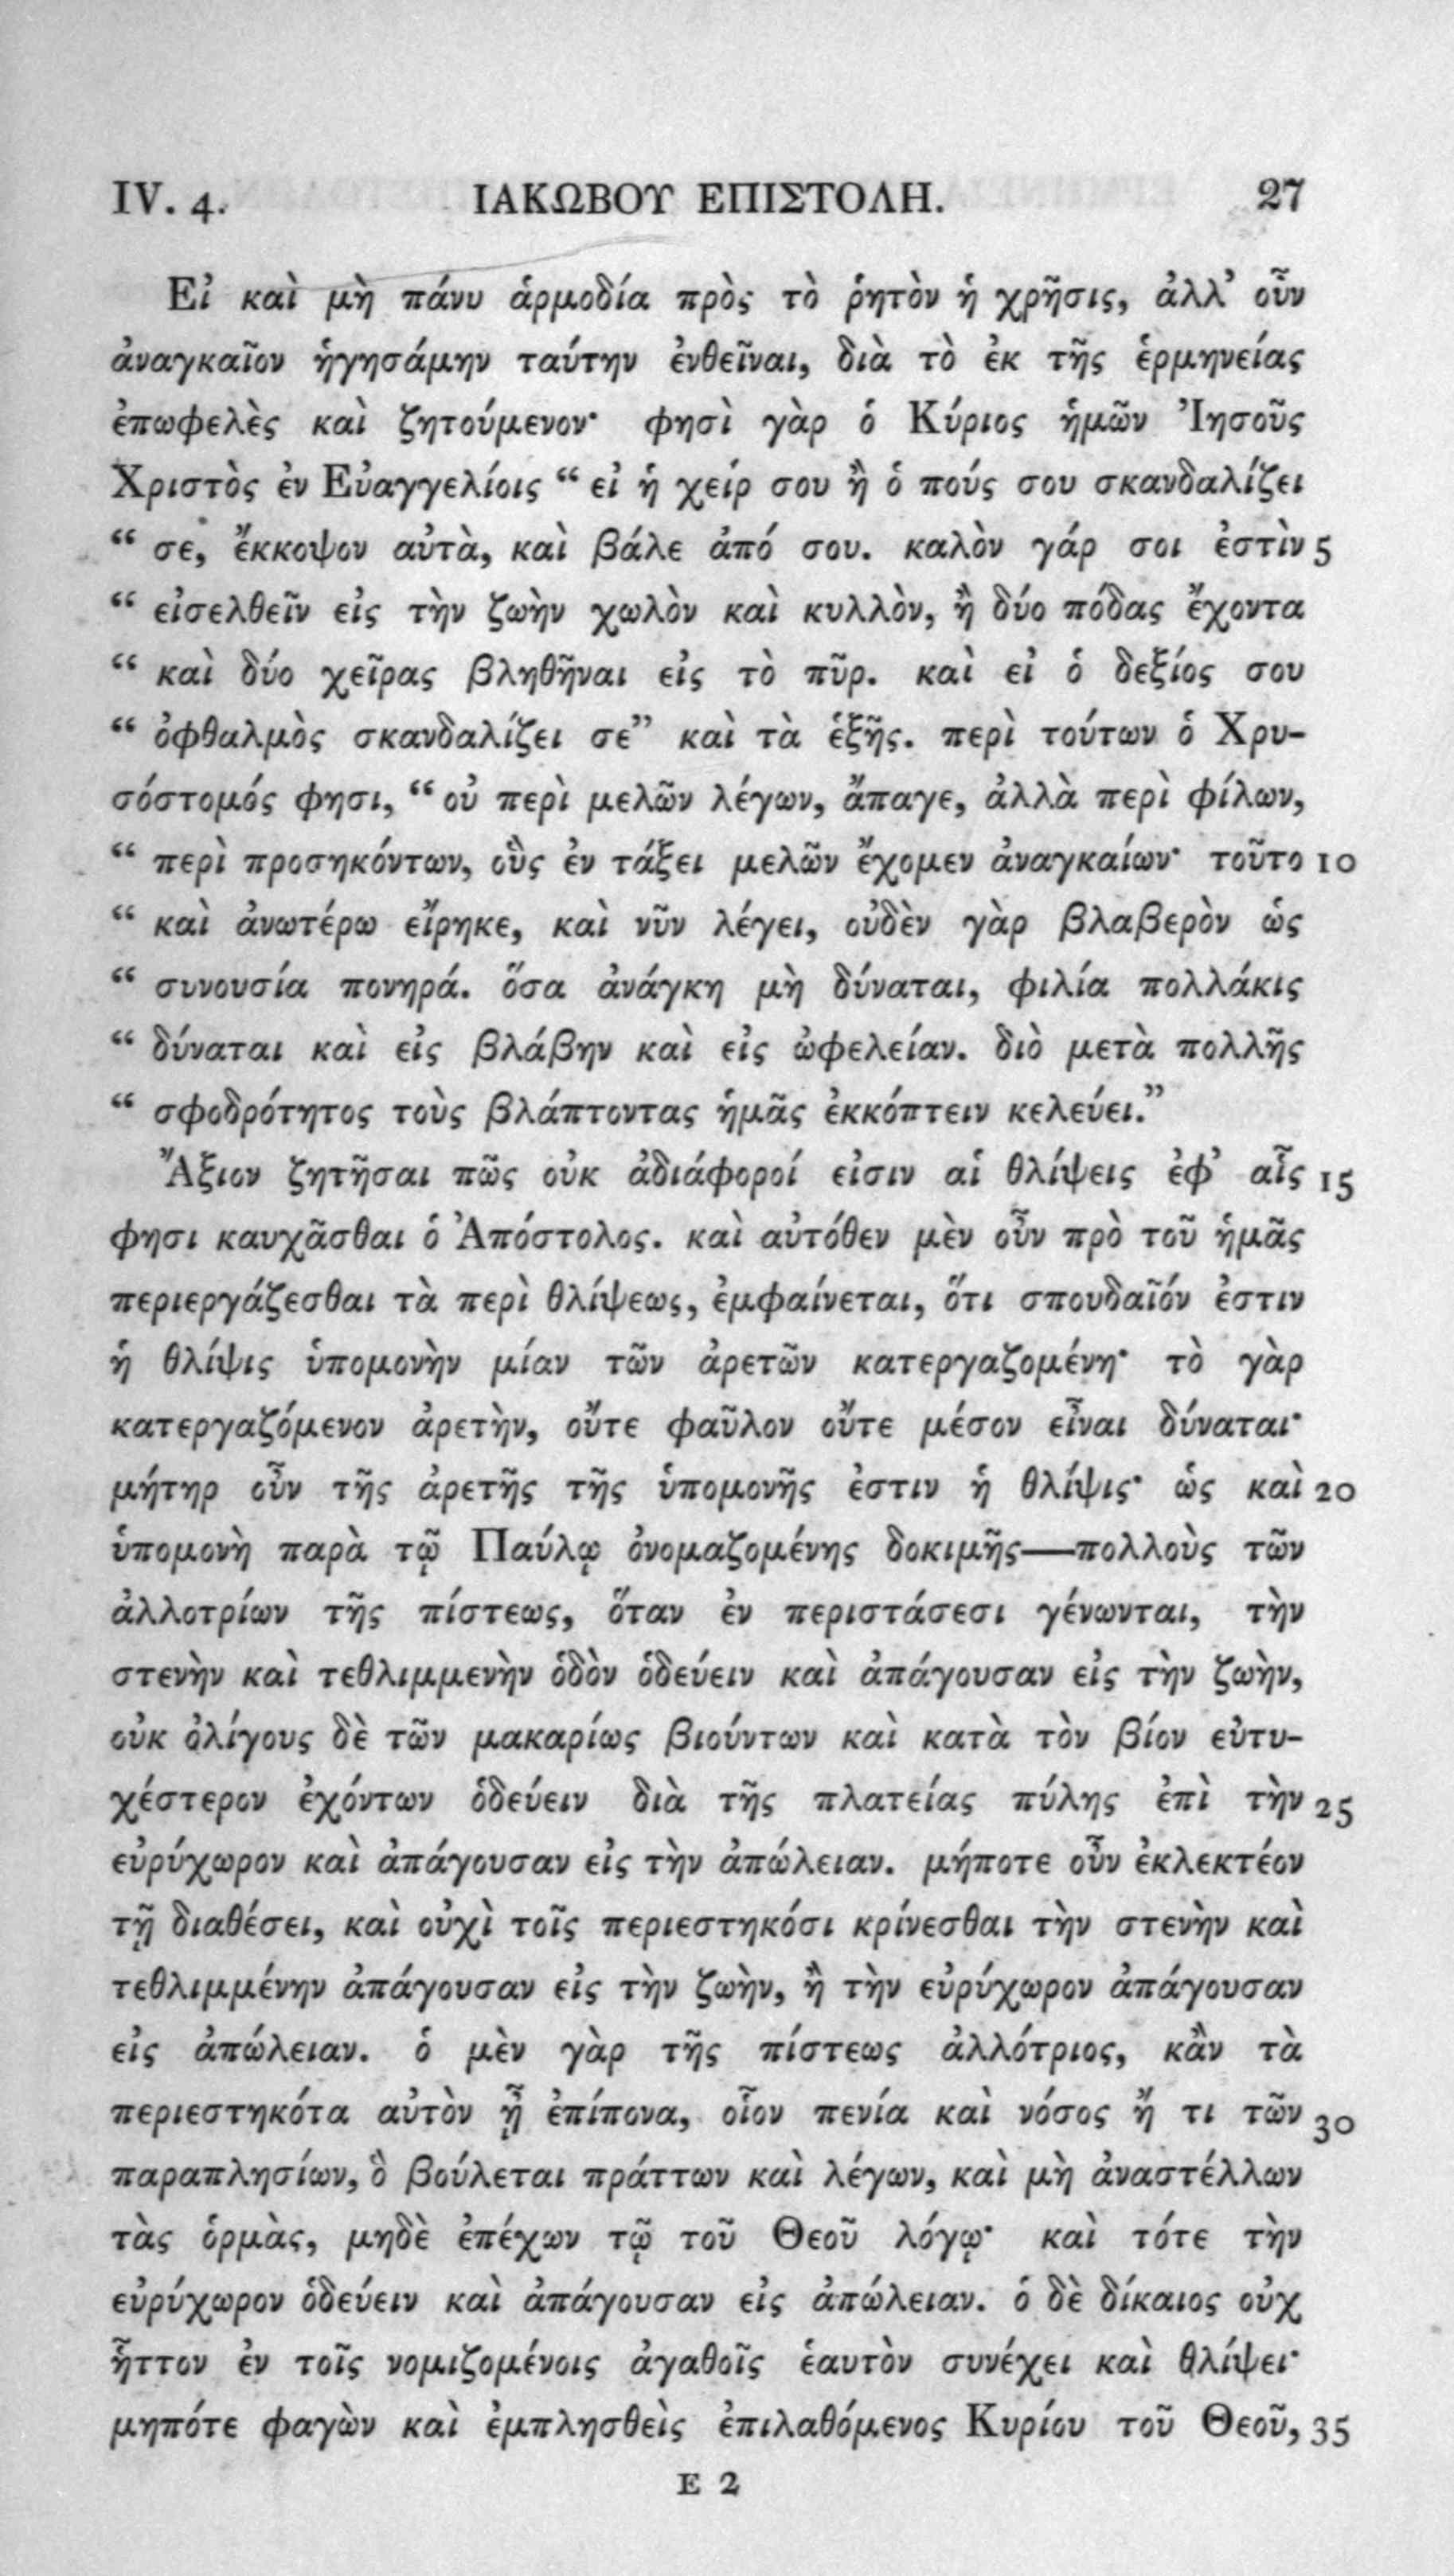 IV. 4. ΙΑΚΩΒΟΥ ΕΠΙΣΤΟΛΗ. 27
Εἰ καὶ μὴ πάνυ ἁρμοδία πρὸς τὸ ῥητὸν ἡ χρῆσις, ἀλλ’ οὖν
ἀναγκαῖον ἡγησάμην ταύτην ἐνθεῖναι, διὰ τὸ ἐκ τῆς ἑρμηνείας
ἐπωφελὲς καὶ ζητούμενον· φησὶ γὰρ ὁ Κύριος ἡμῶν Ἰησοῦς
Χριστὸς ἐν Εὐαγγελίοις “ εἰ ἡ χείρ σου ἢ ὁ πούς σου σκανδαλίζει
“ σε, ἔκκοψον αὐτὰ, καὶ βάλε ἀπό σου. καλὸν γάρ σοι ἐστὶν 5
“ εἰσελθεῖν εἰς τὴν ζωὴν χωλὸν καὶ κυλλὸν, ἢ δύο πόδας ἔχοντα
“ καὶ δύο χεῖρας βληθῆναι εἰς τὸ πῦρ. καὶ εἰ ὁ δεξίος σου
“ ὀφθαλμὸς σκανδαλίζει σε” καὶ τὰ ἑξῆς. περὶ τούτων ὁ Χρυ-
σόστομός φησι, “ οὐ περὶ μελῶν λέγων, ἄπαγε, ἀλλὰ περὶ φίλων,
“ περὶ προσηκόντων, οὓς ἐν τάξει μελῶν ἔχομεν ἀναγκαίων· τοῦτο 10
“ καὶ ἀνωτέρω εἴρηκε, καὶ νῦν λέγει, οὐδὲν γὰρ βλαβερὸν ὡς
“ συνουσία πονηρά. ὅσα ἀνάγκη μὴ δύναται, φιλία πολλάκις
“ δύναται καὶ εἰς βλάβην καὶ εἰς ὠφελείαν. διὸ μετὰ πολλῆς
“ σφοδρότητος τοὺς βλάπτοντας ἡμᾶς ἐκκόπτειν κελεύει.”
Ἄξιον ζητῆσαι πῶς οὐκ ἀδιάφοροί εἰσιν αἱ θλίψεις ἐφ’ αἷς 15
φησι καυχᾶσθαι ὁ Ἀπόστολος. καὶ αὐτόθεν μὲν οὖν πρὸ τοῦ ἡμᾶς
περιεργάζεσθαι τὰ περὶ θλίψεως, ἐμφαίνεται, ὅτι σπουδαῖόν ἐστιν
ἡ θλίψις ὑπομονὴν μίαν τῶν ἀρετῶν κατεργαζομένη· τὸ γὰρ
κατεργαζόμενον ἀρετὴν, οὔτε φαῦλον οὔτε μέσον εἶναι δύναται·
μήτηρ οὖν τῆς ἀρετῆς τῆς ὑπομονῆς ἐστιν ἡ θλίψις· ὡς καὶ 20
ὑπομονὴ παρὰ τῷ Παύλῳ ὀνομαζομένης δοκιμῆς—πολλοὺς τῶν
ἀλλοτρίων τῆς πίστεως, ὅταν ἐν περιστάσεσι γένωνται, τὴν
στενὴν καὶ τεθλιμμενὴν ὁδὸν ὁδεύειν καὶ ἀπάγουσαν εἰς τὴν ζωὴν,
οὐκ ὀλίγους δὲ τῶν μακαρίως βιούντων καὶ κατὰ τὸν βίον εὐτυ-
χέστερον ἐχόντων ὁδεύειν διὰ τῆς πλατείας πύλης ἐπὶ τὴν 25
εὐρύχωρον καὶ ἀπάγουσαν εἰς τὴν ἀπώλειαν. μήποτε οὖν ἐκλεκτέον
τῇ διαθέσει, καὶ οὐχὶ τοῖς περιεστηκόσι κρίνεσθαι τὴν στενὴν καὶ
τεθλιμμένην ἀπάγουσαν εἰς τὴν ζωὴν, ἢ τὴν εὐρύχωρον ἀπάγουσαν
εἰς ἀπώλειαν. ὁ μὲν γὰρ τῆς πίστεως ἀλλότριος, κἂν τὰ
περιεστηκότα αὐτὸν ᾖ ἐπίπονα, οἷον πενία καὶ νόσος ἤ τι τῶν 30
παραπλησίων, ὃ βούλεται πράττων καὶ λέγων, καὶ μὴ ἀναστέλλων
τὰς ὁρμὰς, μηδὲ ἐπέχων τῷ τοῦ Θεοῦ λόγῳ· καὶ τότε τὴν
εὐρύχωρον ὁδεύειν καὶ ἀπάγουσαν εἰς ἀπώλειαν. ὁ δὲ δίκαιος οὐχ
ἧττον ἐν τοῖς νομιζομένοις ἀγαθοῖς ἑαυτὸν συνέχει καὶ θλίψει·
μηπότε φαγὼν καὶ ἐμπλησθεὶς ἐπιλαθόμενος Κυρίου τοῦ Θεοῦ, 35
E 2